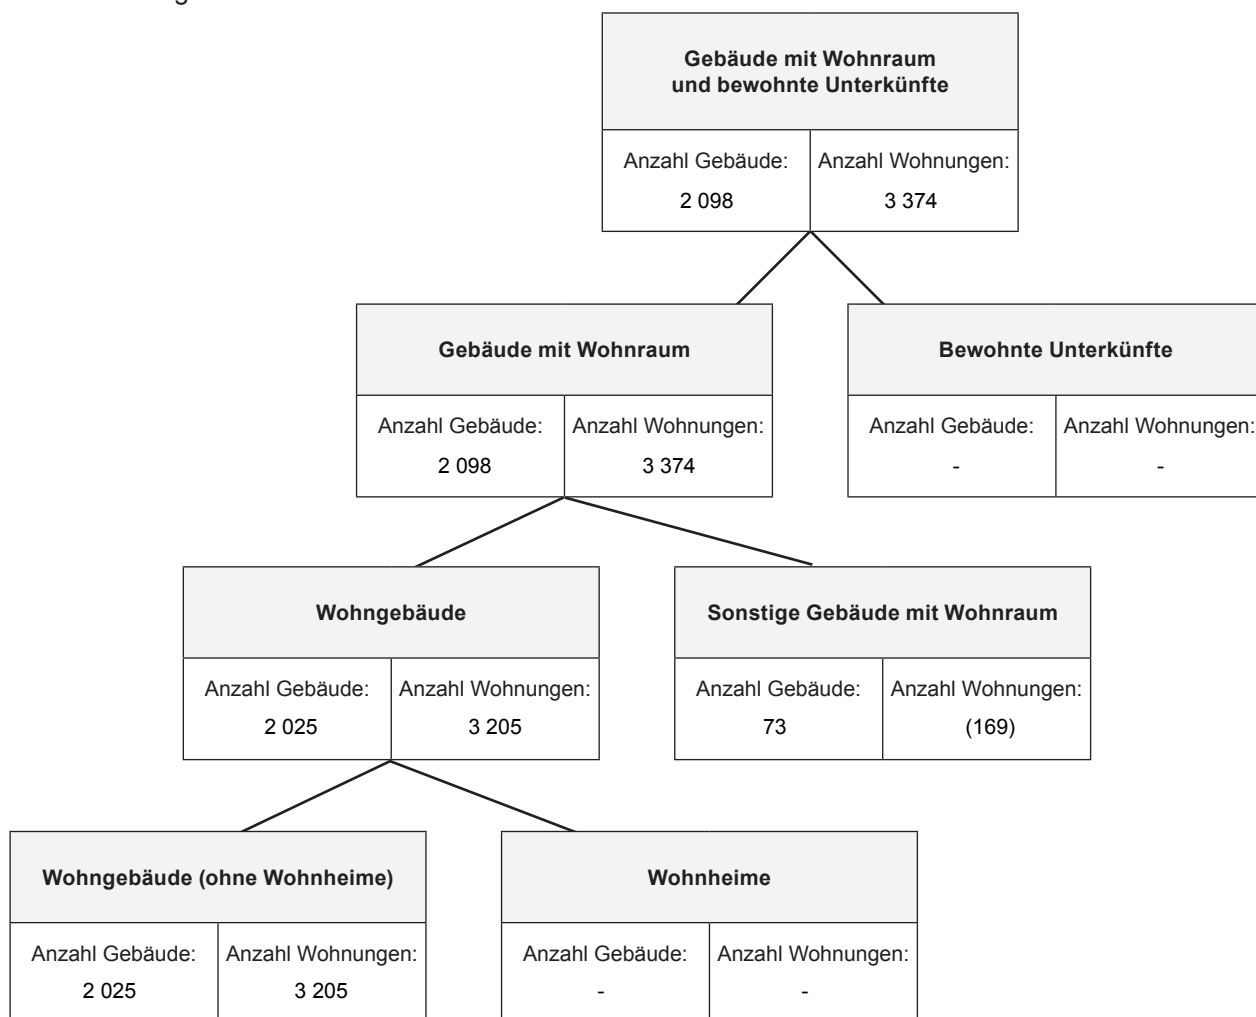 Gebäude mit Wohnraum
und bewohnte Unterkünfte
Anzahl Gebäude: Anzahl Wohnungen:
2 098 3 374
Gebäude mit Wohnraum Bewohnte Unterkünfte
Anzahl Gebäude: Anzahl Wohnungen: Anzahl Gebäude: Anzahl Wohnungen:
2 098 3 374 - -
Wohngebäude Sonstige Gebäude mit Wohnraum
Anzahl Gebäude: Anzahl Wohnungen: Anzahl Gebäude: Anzahl Wohnungen:
2 025 3 205 73 (169)
Wohngebäude (ohne Wohnheime) Wohnheime
Anzahl Gebäude: Anzahl Wohnungen: Anzahl Gebäude: Anzahl Wohnungen:
2 025 3 205 - -